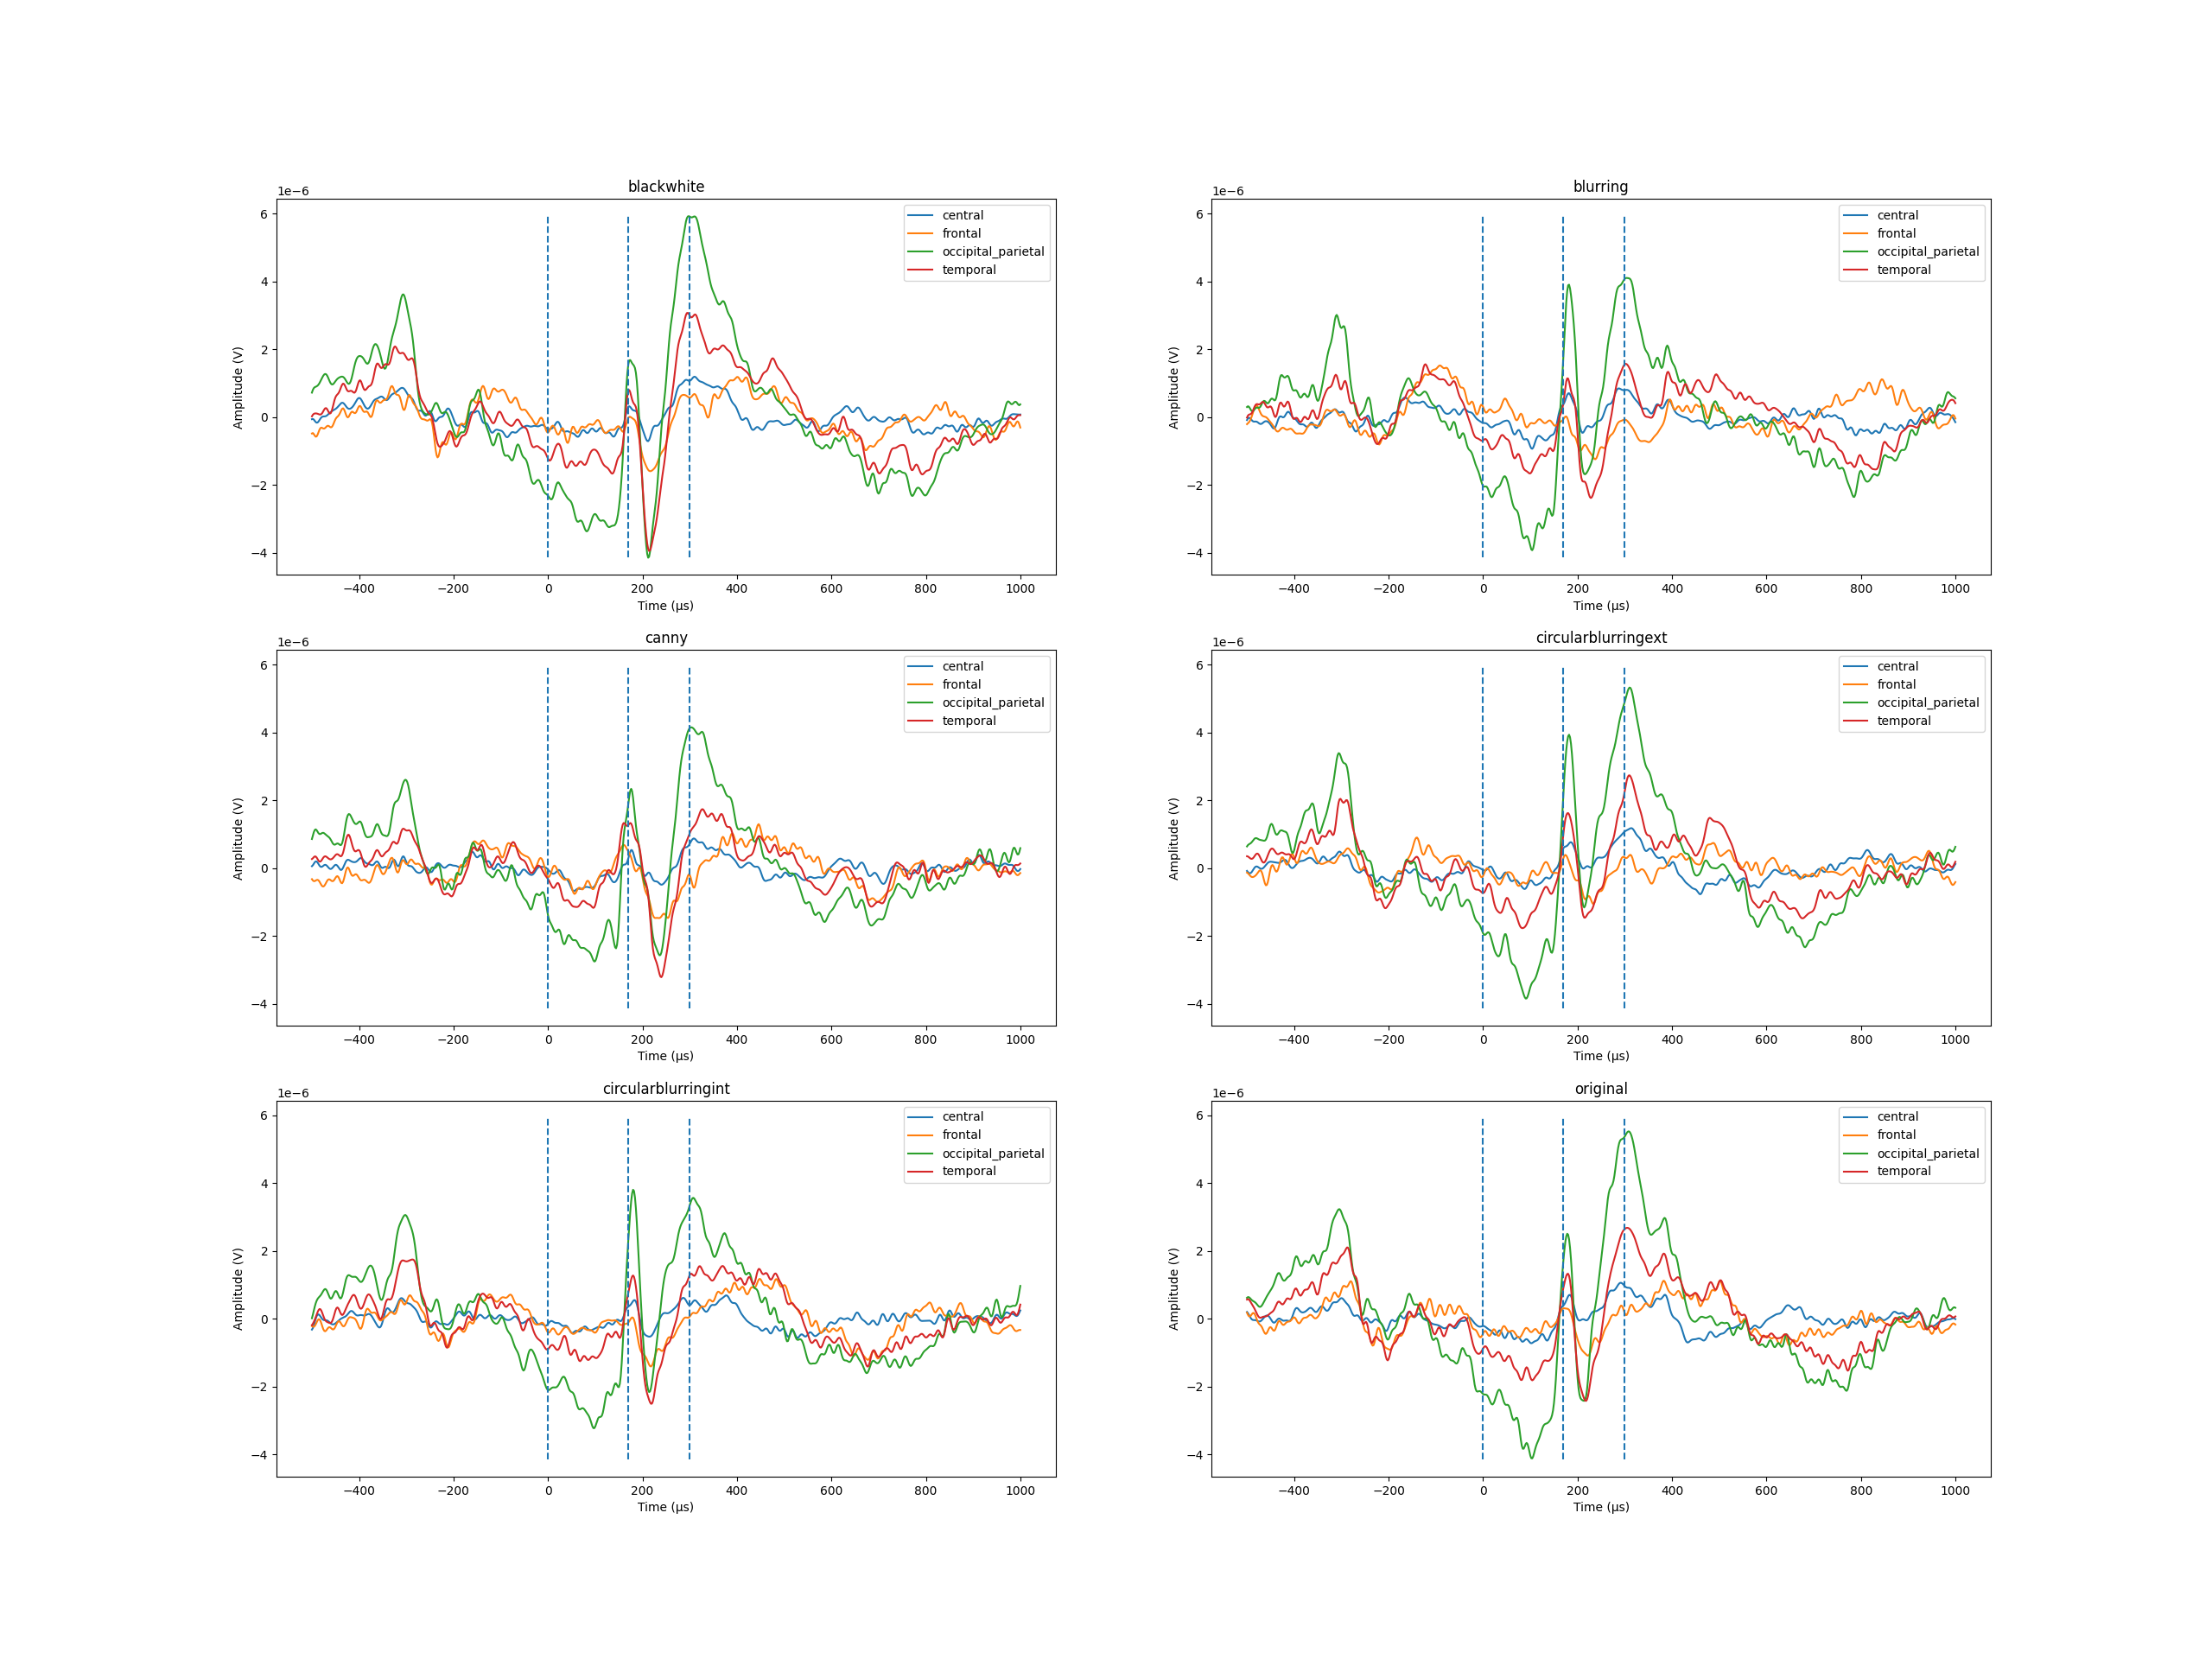 blackwhite
1e−6
6
4
2
0
−2
−4
Amplitude (V)
−400 −200 0 200 400 600 800 1000
Time (μs)
central
frontal
occipital_parietal
temporal
blurring
1e−6
6
4
2
0
−2
−4
Amplitude (V)
−400 −200 0 200 400 600 800 1000
Time (μs)
central
frontal
occipital_parietal
temporal
canny
1e−6
6
4
2
0
−2
−4
Amplitude (V)
−400 −200 0 200 400 600 800 1000
Time (μs)
central
frontal
occipital_parietal
temporal
circularblurringext
1e−6
6
4
2
0
−2
−4
Amplitude (V)
−400 −200 0 200 400 600 800 1000
Time (μs)
central
frontal
occipital_parietal
temporal
circularblurringint
1e−6
6
4
2
0
−2
−4
Amplitude (V)
−400 −200 0 200 400 600 800 1000
Time (μs)
central
frontal
occipital_parietal
temporal
original
1e−6
6
4
2
0
−2
−4
Amplitude (V)
−400 −200 0 200 400 600 800 1000
Time (μs)
central
frontal
occipital_parietal
temporal